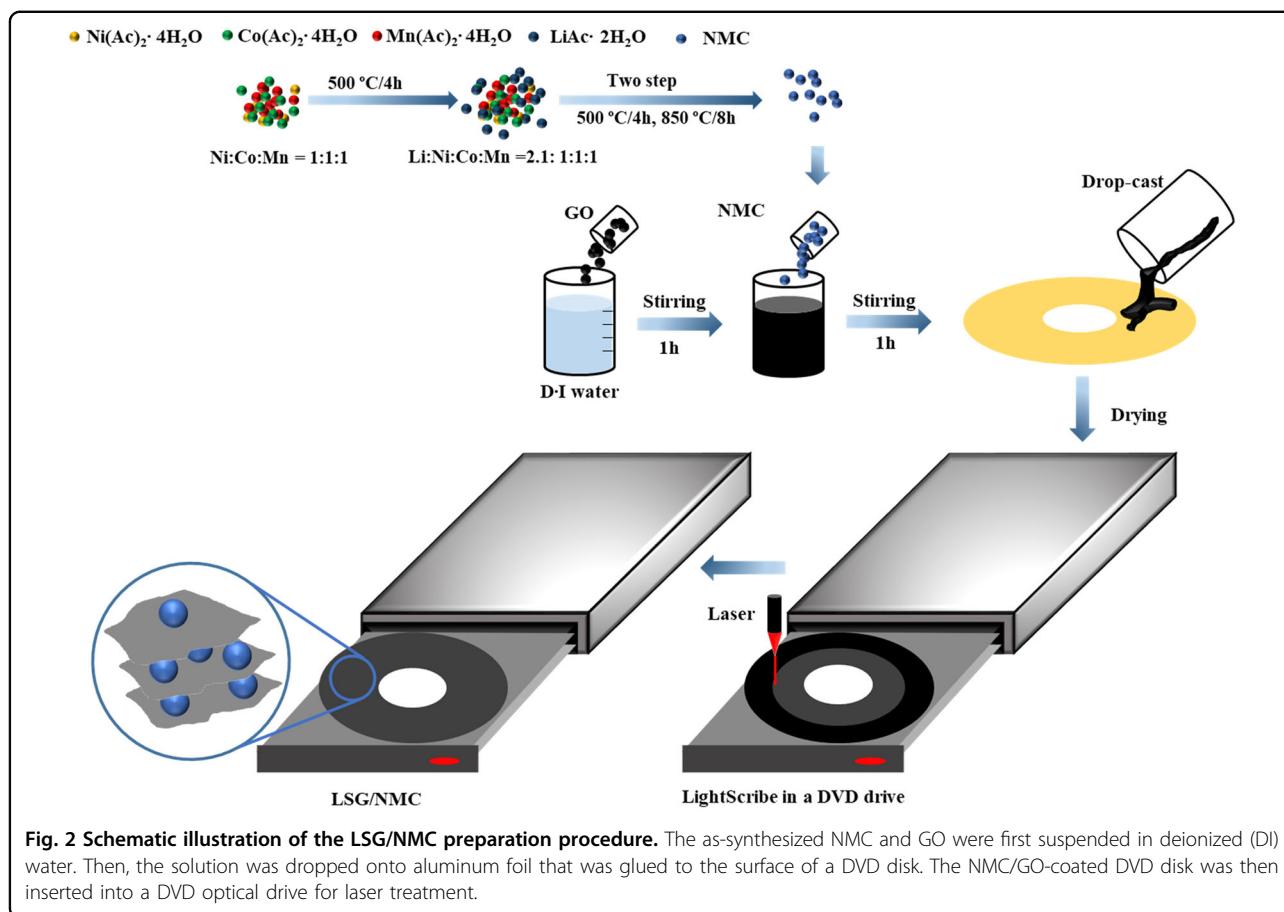 Ni(Ac)₂· 4H₂O Co(Ac)₂· 4H₂O Mn(Ac)₂· 4H₂O LiAc· 2H₂O NMC
500 ºC/4h
Two step
500 ºC/4h, 850 ºC/8h
Ni:Co:Mn = 1:1:1
Li:Ni:Co:Mn =2.1: 1:1:1
GO
NMC
Drop-cast
Stirring
1h
Stirring
1h
D·I water
Drying
Laser
LSG/NMC
LightScribe in a DVD drive
Fig. 2 Schematic illustration of the LSG/NMC preparation procedure. The as-synthesized NMC and GO were first suspended in deionized (DI)
water. Then, the solution was dropped onto aluminum foil that was glued to the surface of a DVD disk. The NMC/GO-coated DVD disk was then
inserted into a DVD optical drive for laser treatment.